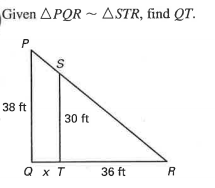 Given △PQR ~ △STR, find QT.
P
S
38 ft
30 ft
Q x T 36 ft R